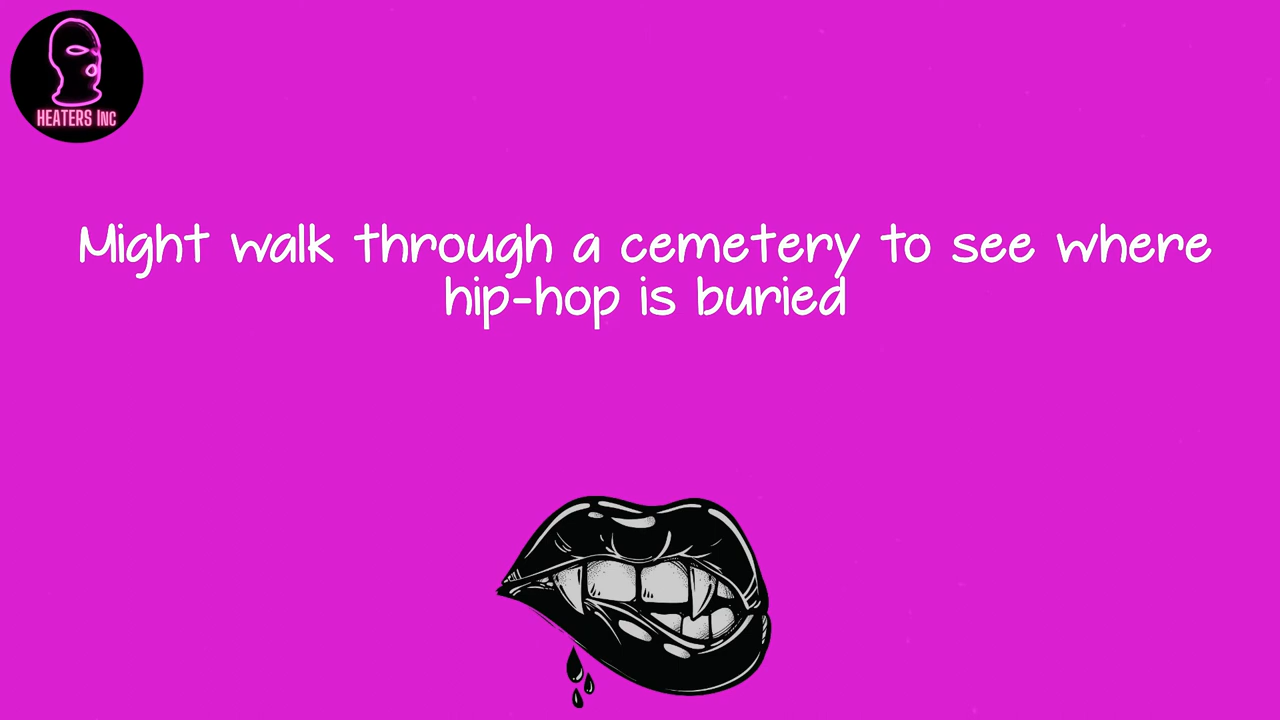 HEATERS INC
Might walk through a cemetery to see where
hip-hop is buried